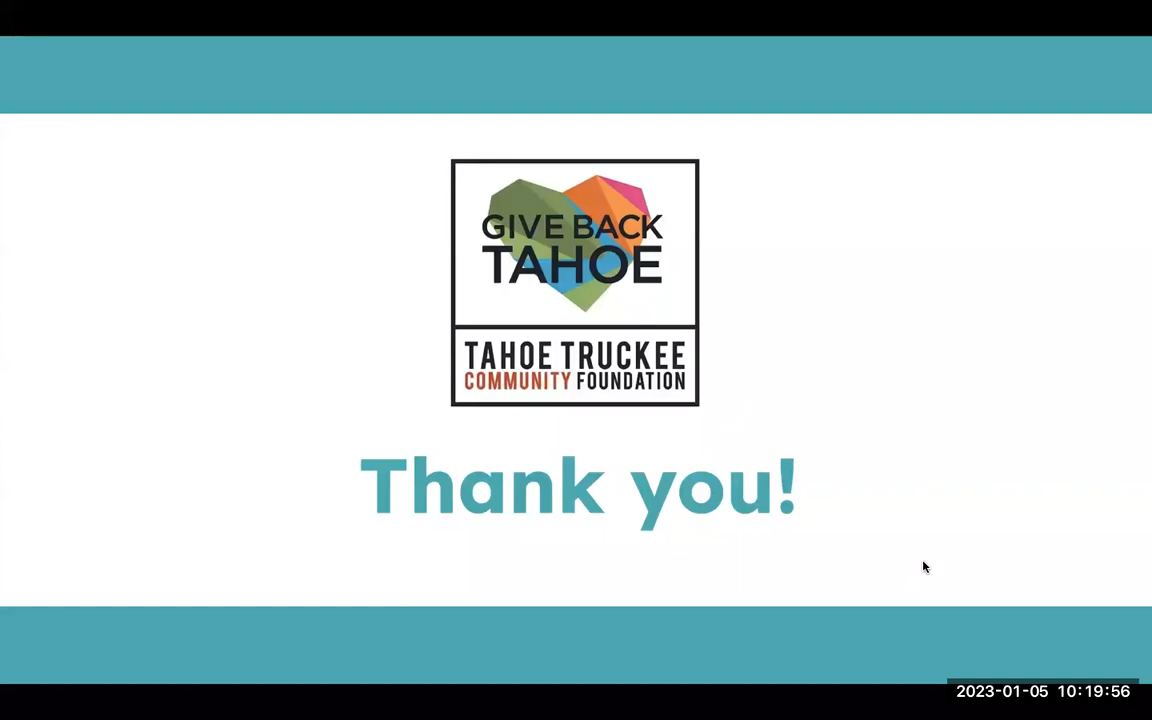 GIVE BACK
TAHOE
TAHOE TRUCKEE
COMMUNITY FOUNDATION
Thank you!
2023-01-05 10:19:56